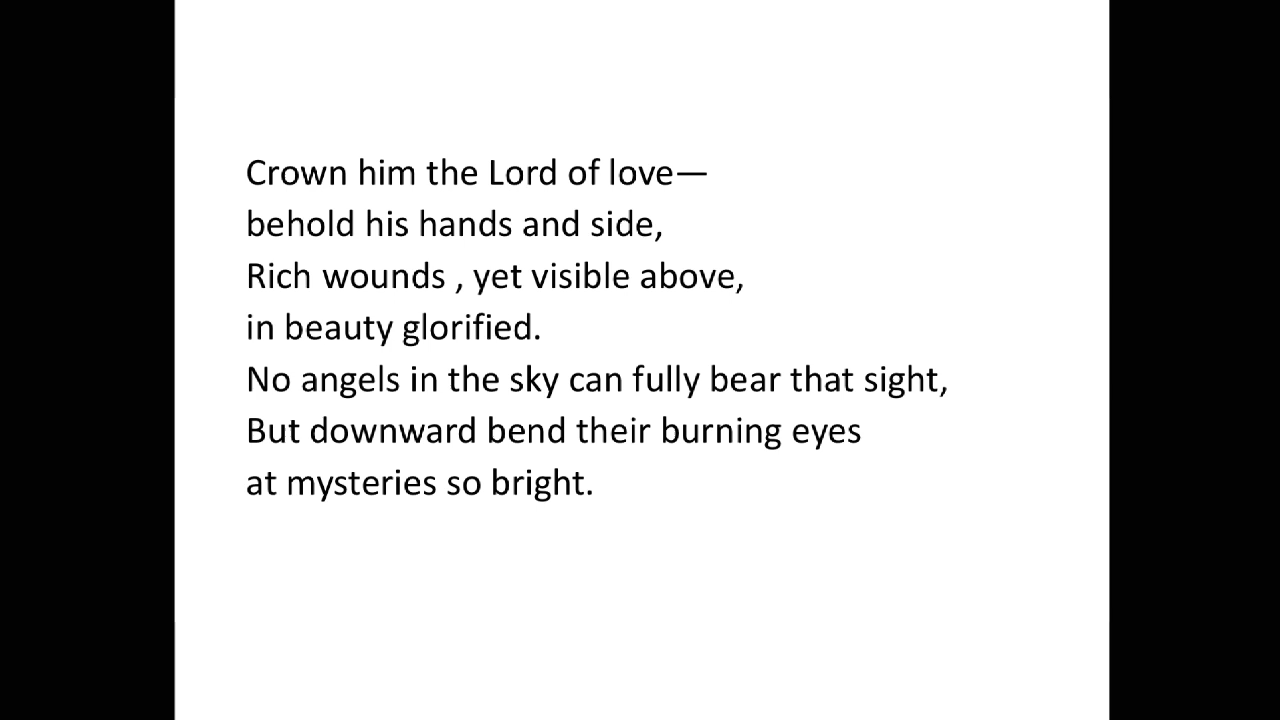 Crown him the Lord of love—
behold his hands and side,
Rich wounds , yet visible above,
in beauty glorified.
No angels in the sky can fully bear that sight,
But downward bend their burning eyes
at mysteries so bright.